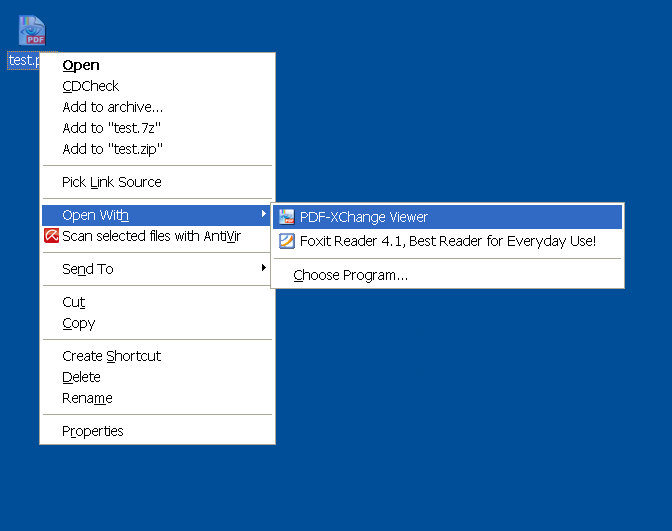 PDF
test.p
Open
CDCheck
Add to archive...
Add to "test.7z"
Add to "test.zip"
Pick Link Source
Open With
PDF-XChange Viewer
Scan selected files with AntiVir
Foxit Reader 4.1, Best Reader for Everyday Use!
Send To
Choose Program...
Cut
Copy
Create Shortcut
Delete
Rename
Properties